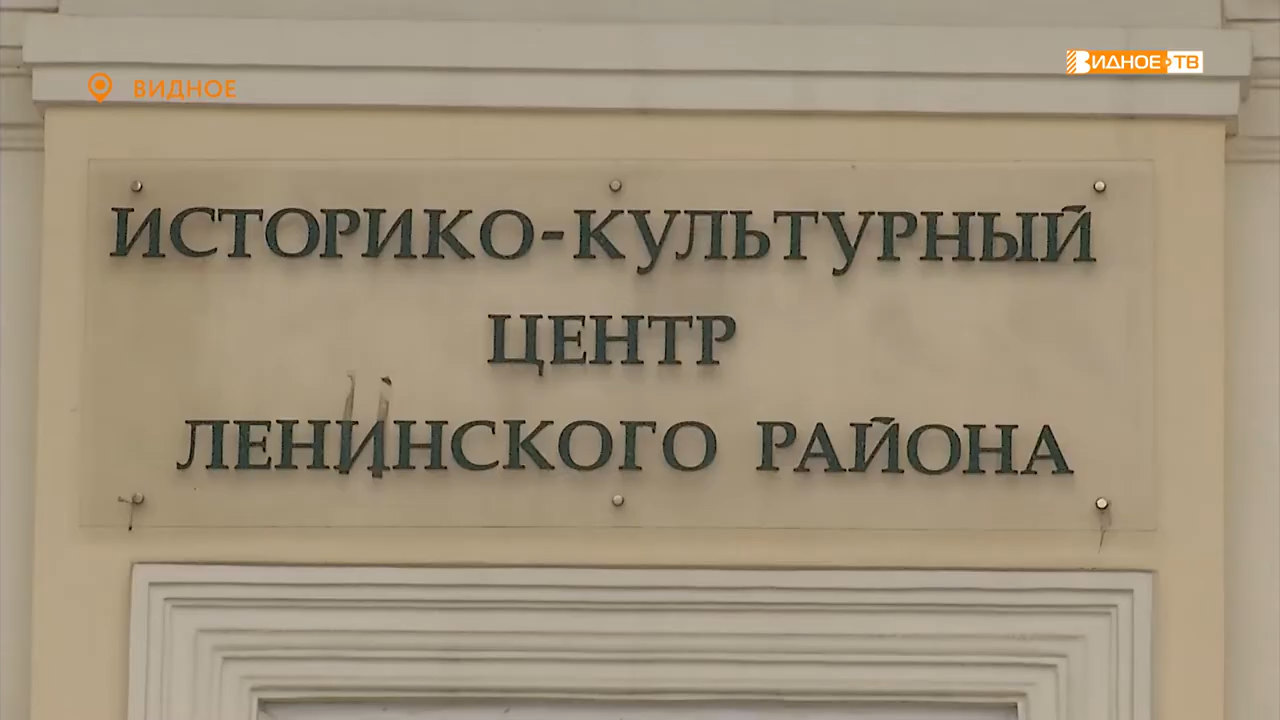 ВИДНОЕ
ВИДНОЕ ТВ
ИСТОРИКО-КУЛЬТУРНЫЙ
ЦЕНТР
ЛЕНИНСКОГО РАЙОНА